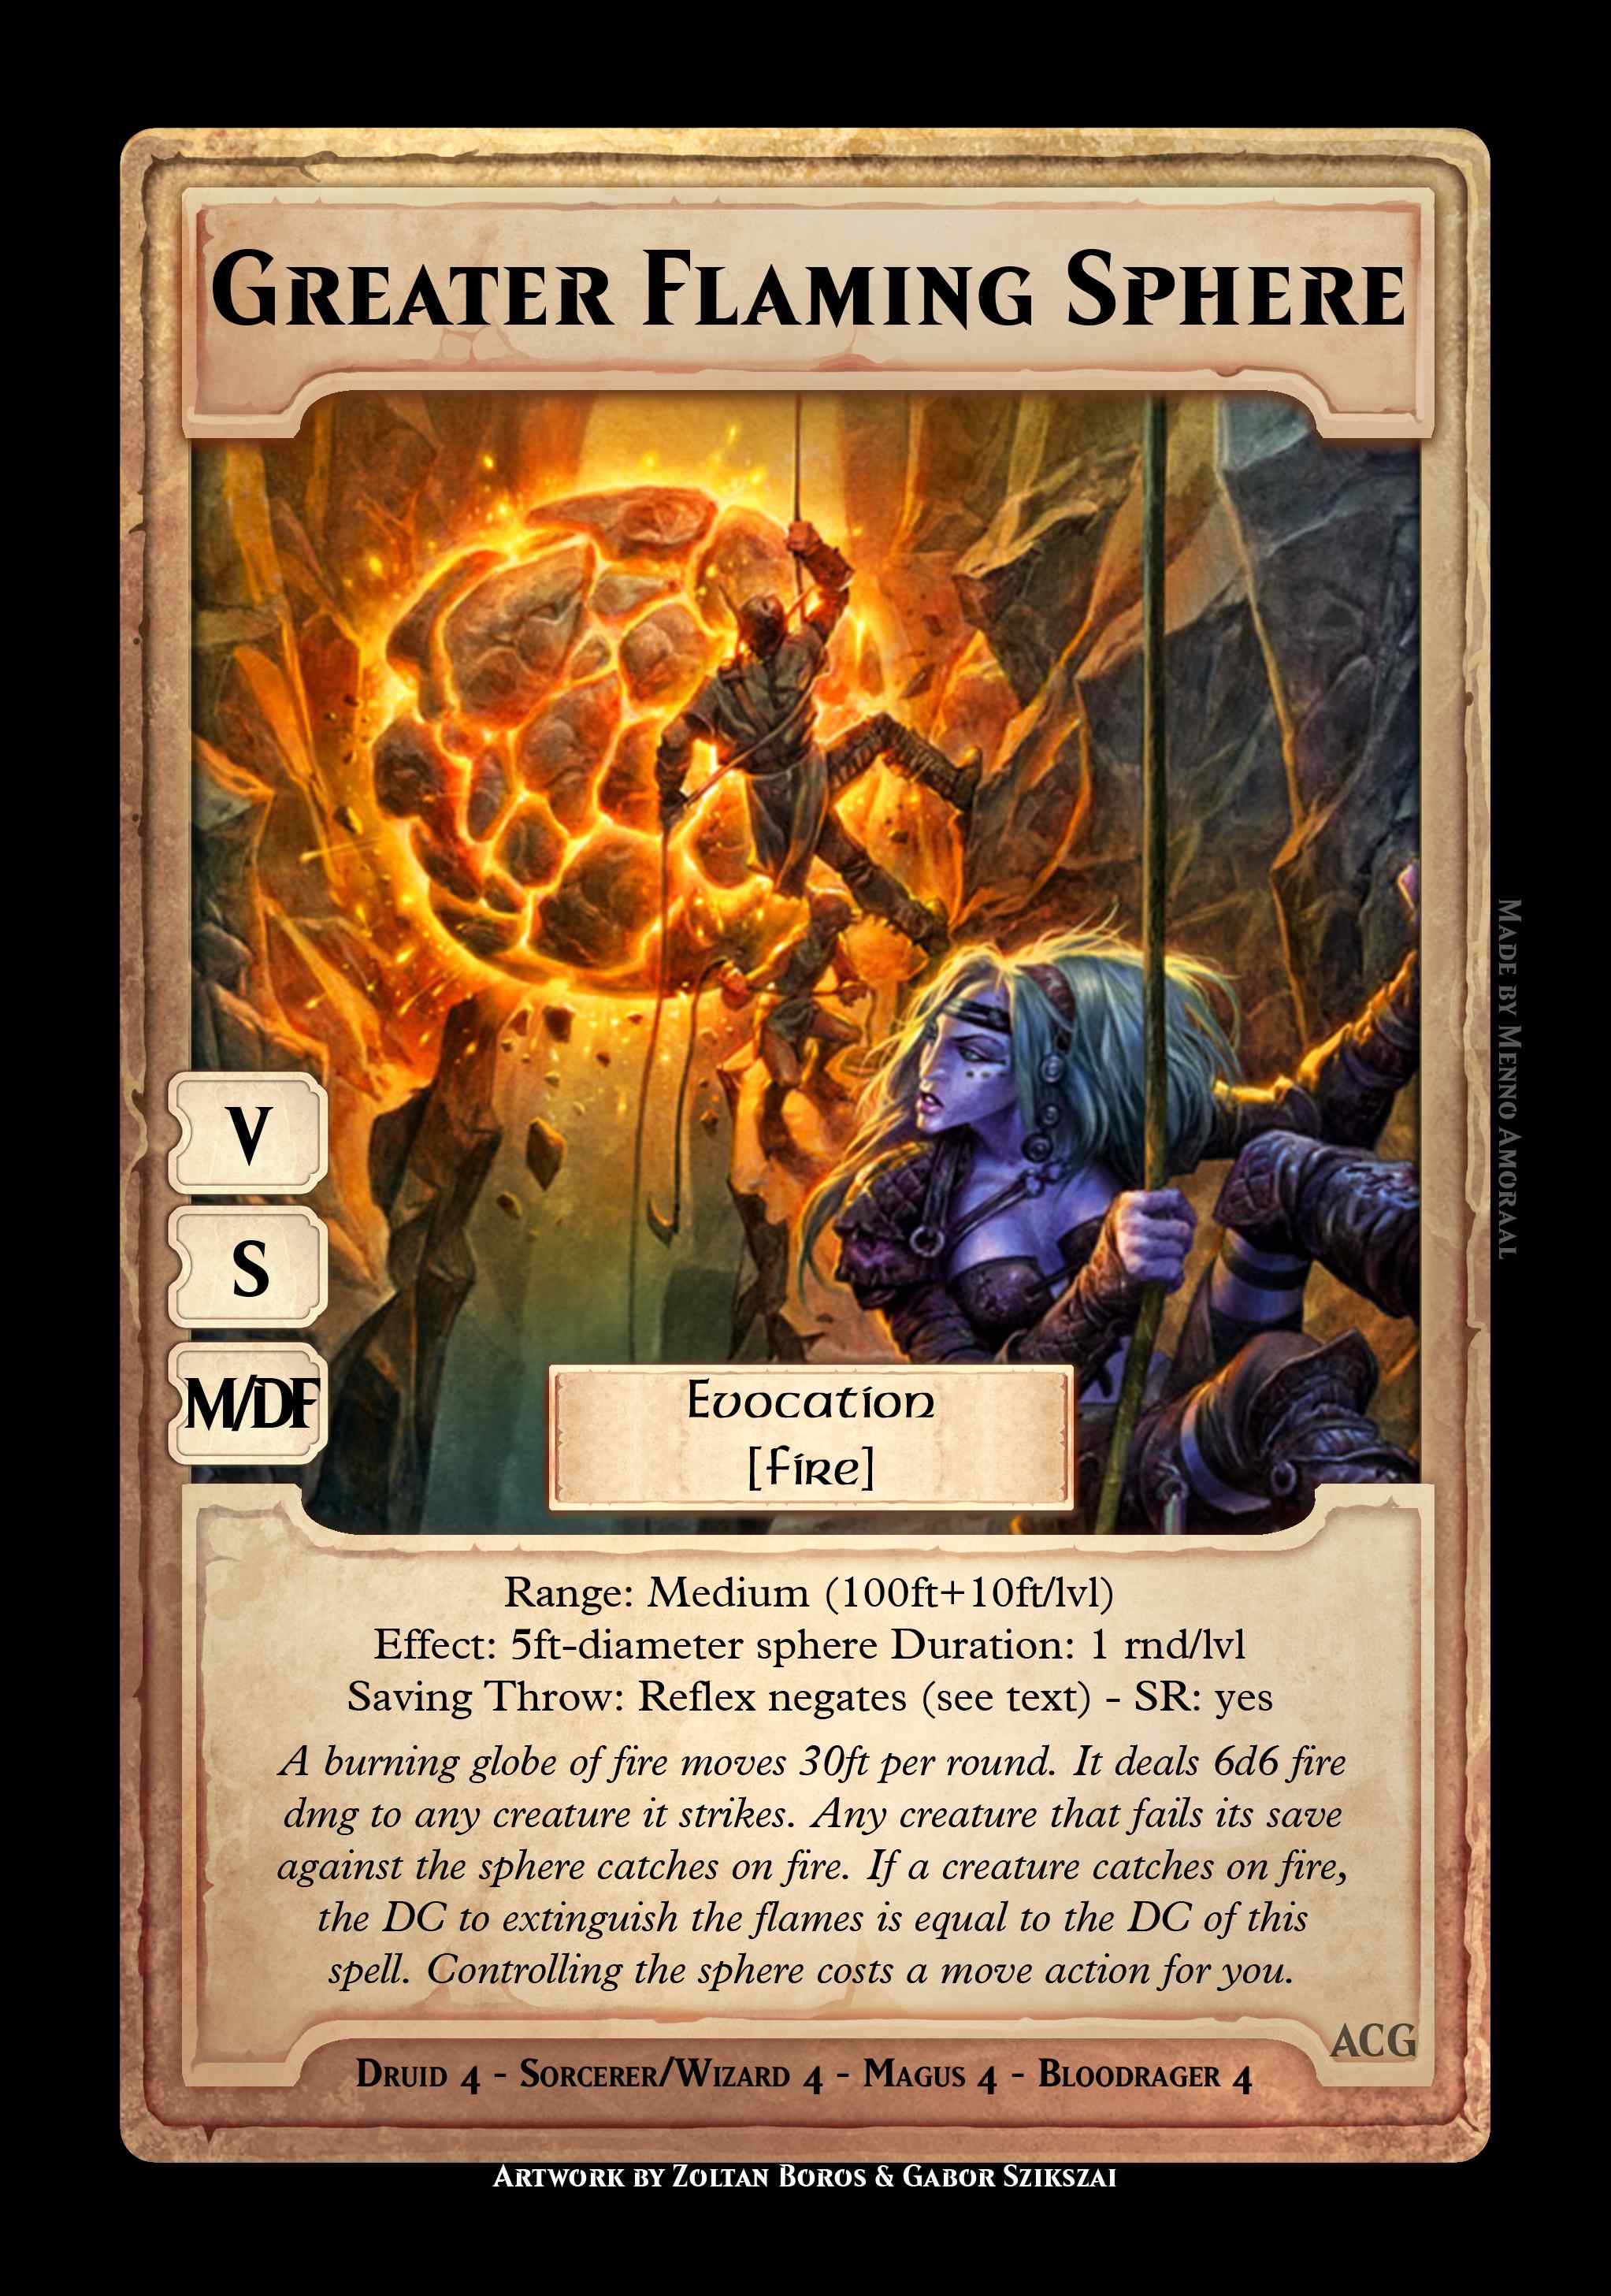 Greater Flaming Sphere
V
S
M/DF
Evocation
[fire]
Range: Medium (100ft+10ft/lvl)
Effect: 5ft-diameter sphere Duration: 1 rnd/lvl
Saving Throw: Reflex negates (see text) - SR: yes
A burning globe of fire moves 30ft per round. It deals 6d6 fire
dmg to any creature it strikes. Any creature that fails its save
against the sphere catches on fire. If a creature catches on fire,
the DC to extinguish the flames is equal to the DC of this
spell. Controlling the sphere costs a move action for you.
ACG
Druid 4 - Sorcerer/Wizard 4 - Magus 4 - Bloodrager 4
Artwork by Zoltan Boros & Gabor Szikszai
Made by Menno Amoraal